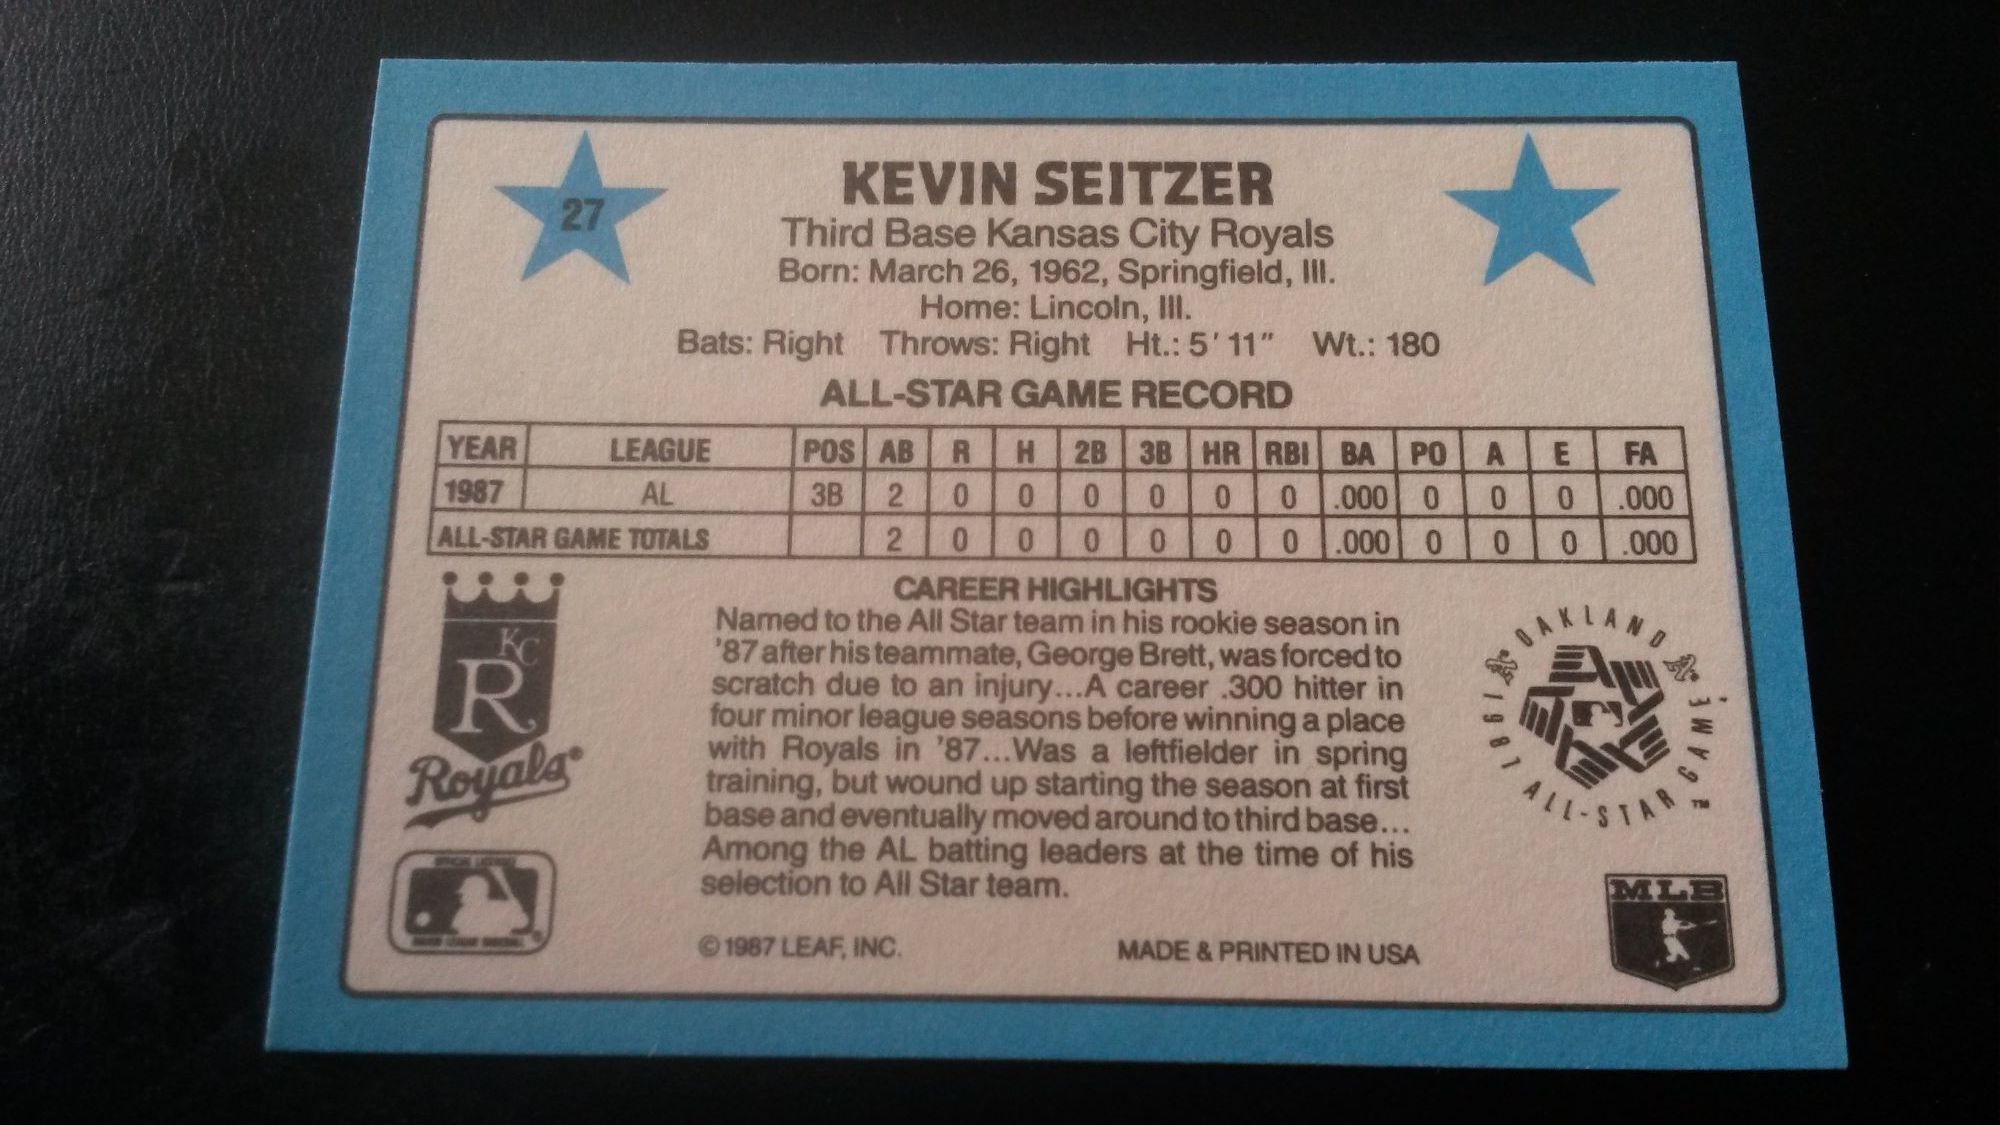 27
KEVIN SEITZER
Third Base Kansas City Royals
Born: March 26, 1962, Springfield, Ill.
Home: Lincoln, Ill.
Bats: Right Throws: Right Ht.: 5' 11" Wt.: 180
ALL-STAR GAME RECORD
YEAR LEAGUE POS AB R H 2B 3B HR RBI BA PO A E FA
1987 AL 3B 2 0 0 0 0 0 0 .000 0 0 0 .000
ALL-STAR GAME TOTALS 2 0 0 0 0 0 0 .000 0 0 0 .000
CAREER HIGHLIGHTS
Named to the All Star team in his rookie season in
'87 after his teammate, George Brett, was forced to
scratch due to an injury...A career .300 hitter in
four minor league seasons before winning a place
with Royals in '87...Was a leftfielder in spring
training, but wound up starting the season at first
base and eventually moved around to third base...
Among the AL batting leaders at the time of his
selection to All Star team.
KC
R
Royals®
OAKLAND
1987 ALL-STAR GAME™
MLB
©1987 LEAF, INC. MADE & PRINTED IN USA